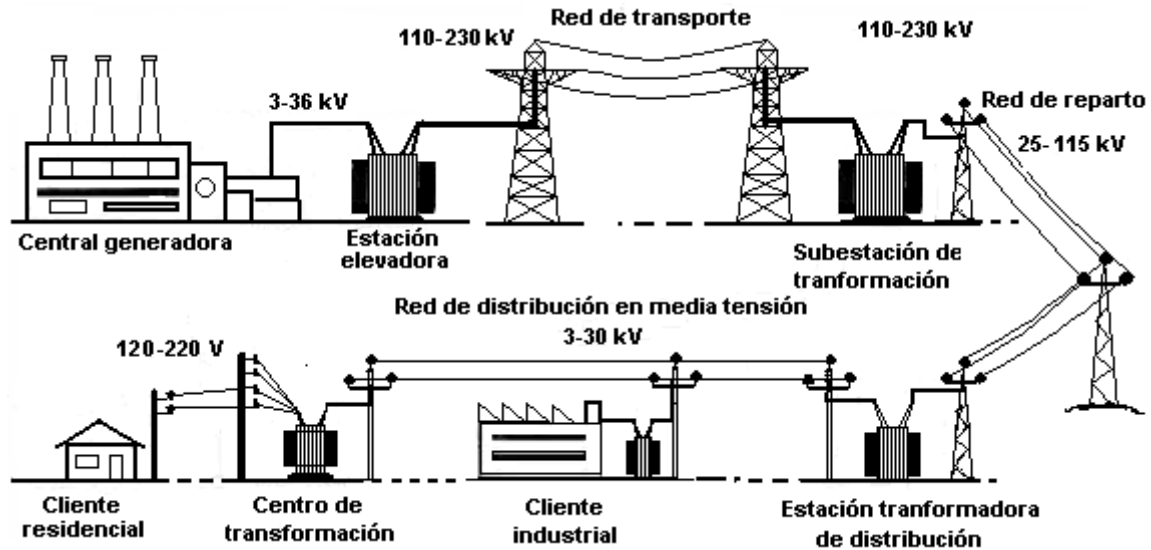 Red de transporte
110-230 kV
110-230 kV
3-36 kV
Red de reparto
25-115 kV
Central generadora
Estación
elevadora
Subestación de
tranformación
Red de distribución en media tensión
3-30 kV
120-220 V
Cliente
residencial
Centro de
transformación
Cliente
industrial
Estación tranformadora
de distribución